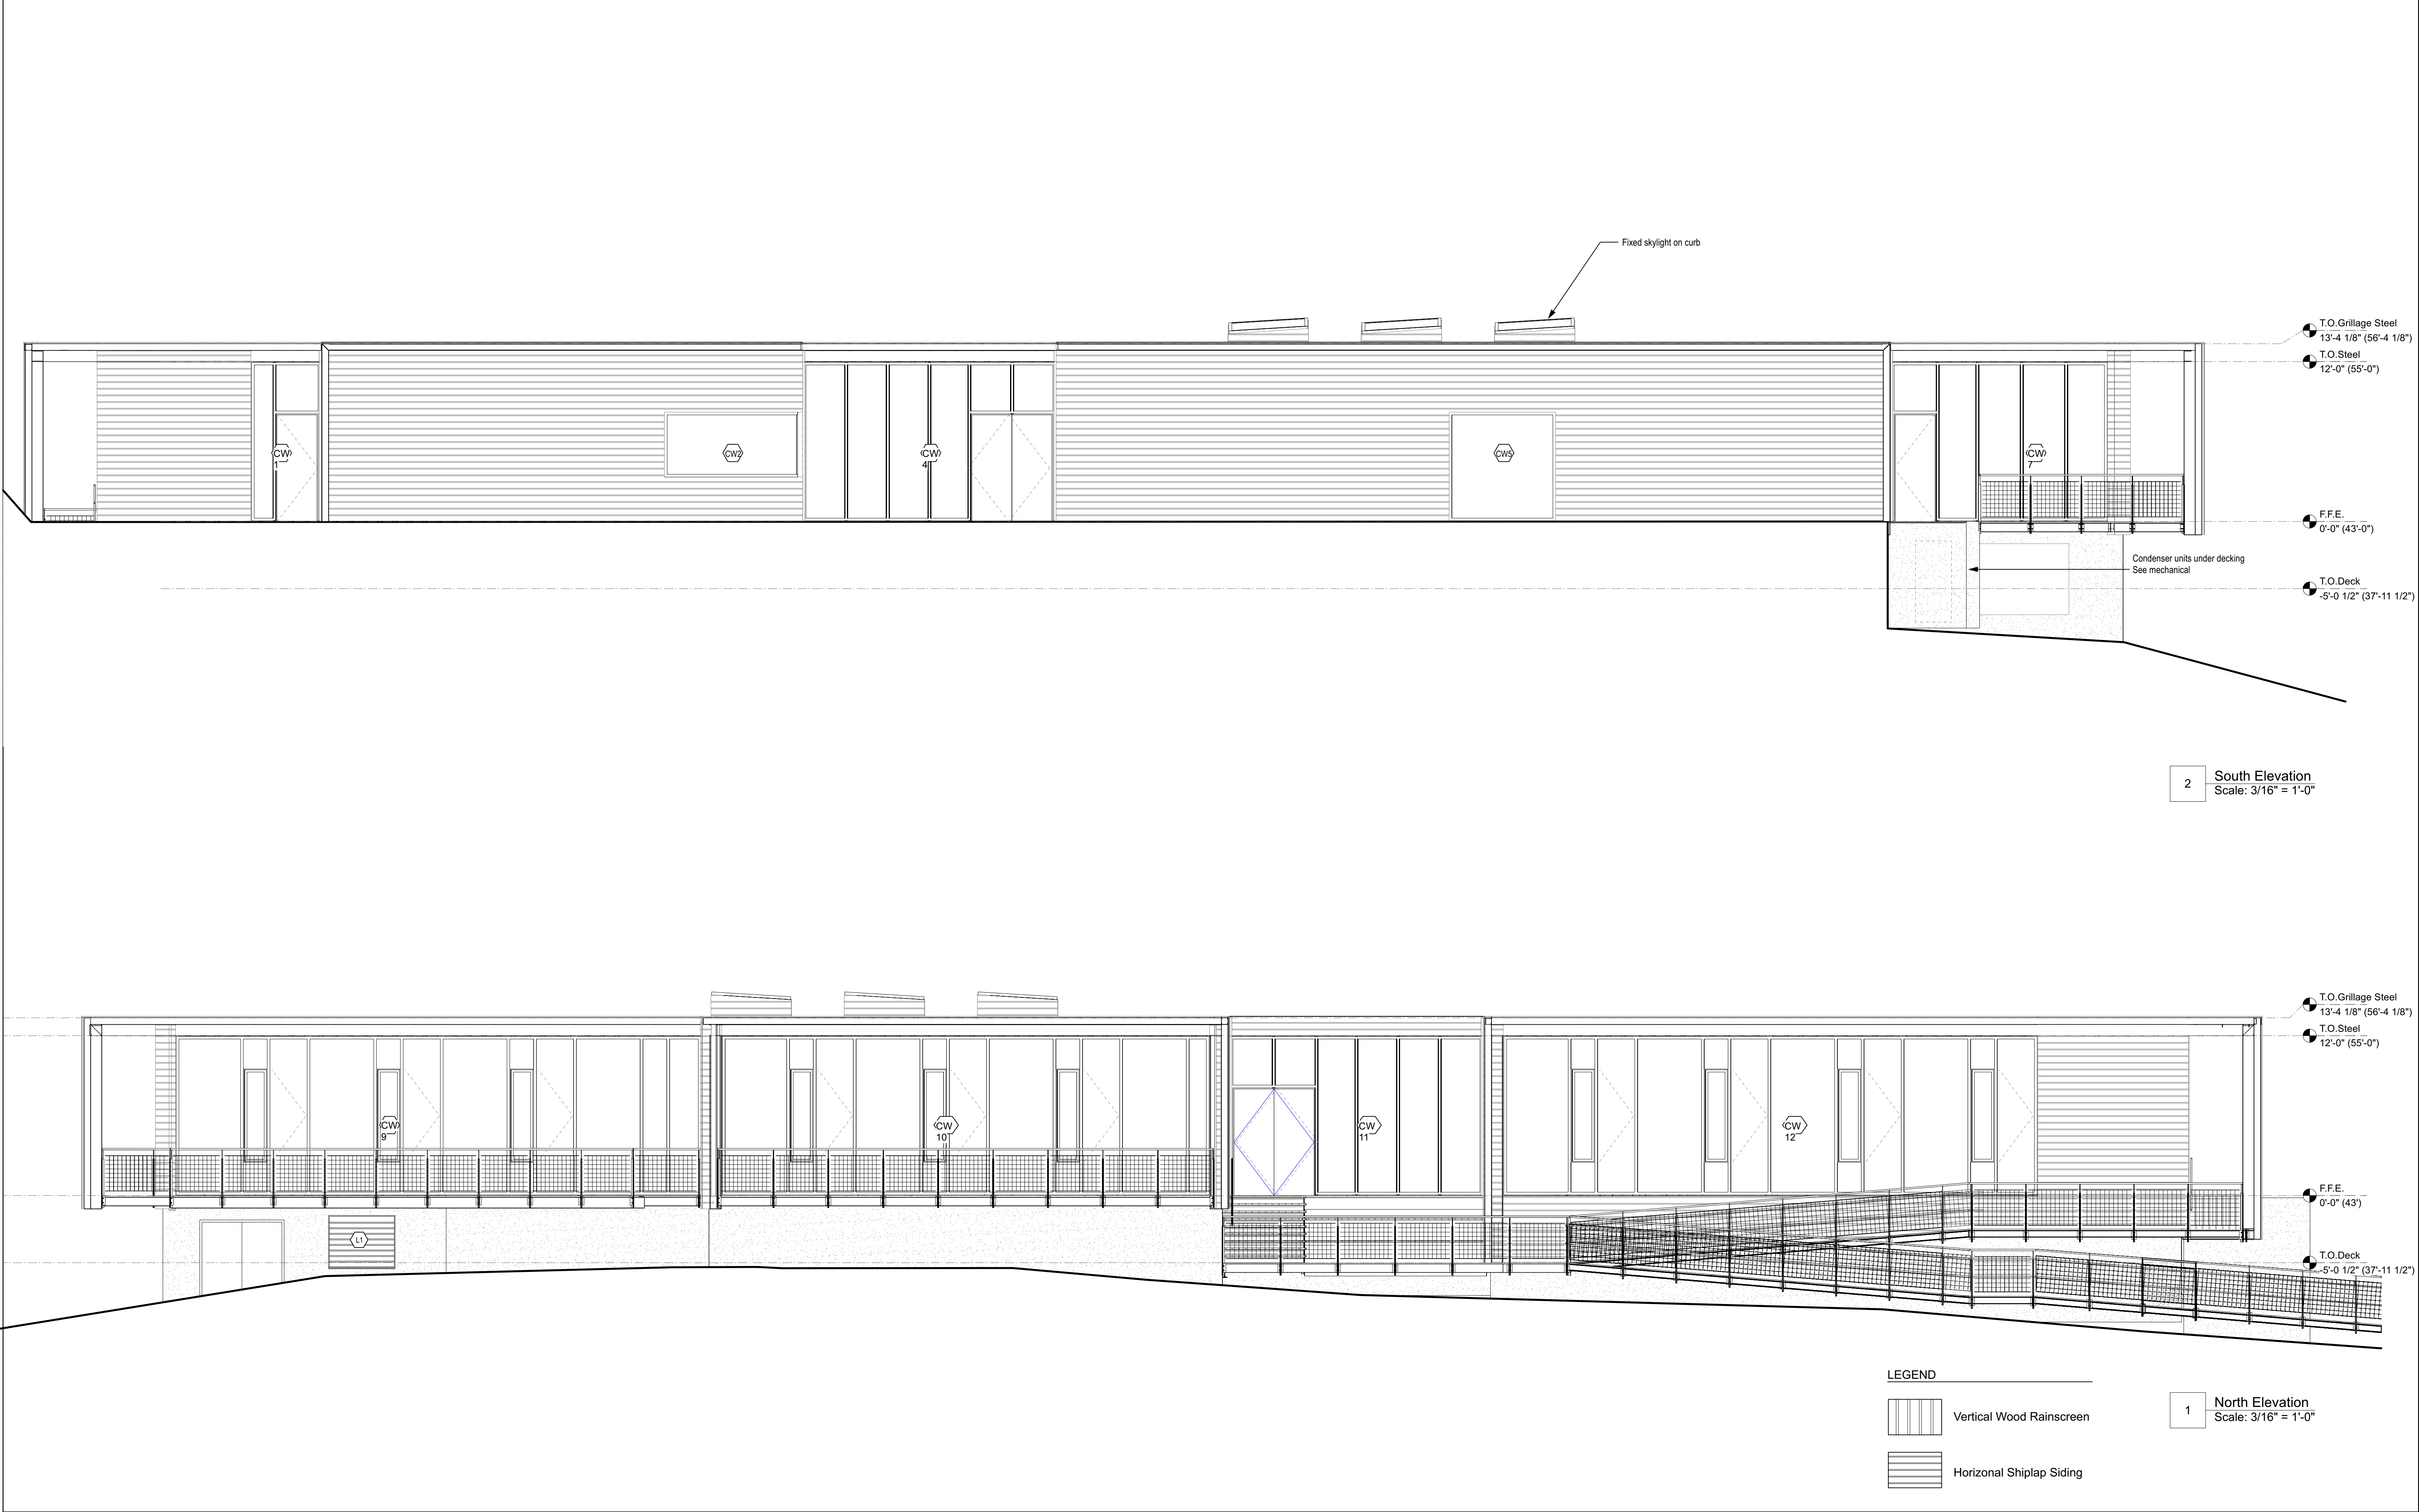 Fixed skylight on curb
T.O.Grillage Steel
13'-4 1/8" (56'-4 1/8")
T.O.Steel
12'-0" (55'-0")
CW
1
CW2
CW
4
CW5
CW
7
F.F.E.
0'-0" (43'-0")
Condenser units under decking
See mechanical
T.O.Deck
-5'-0 1/2" (37'-11 1/2")
2
South Elevation
Scale: 3/16" = 1'-0"
T.O.Grillage Steel
13'-4 1/8" (56'-4 1/8")
T.O.Steel
12'-0" (55'-0")
CW
9
CW
10
CW
11
CW
12
F.F.E.
0'-0" (43')
L1
T.O.Deck
-5'-0 1/2" (37'-11 1/2")
LEGEND
Vertical Wood Rainscreen
Horizonal Shiplap Siding
1
North Elevation
Scale: 3/16" = 1'-0"